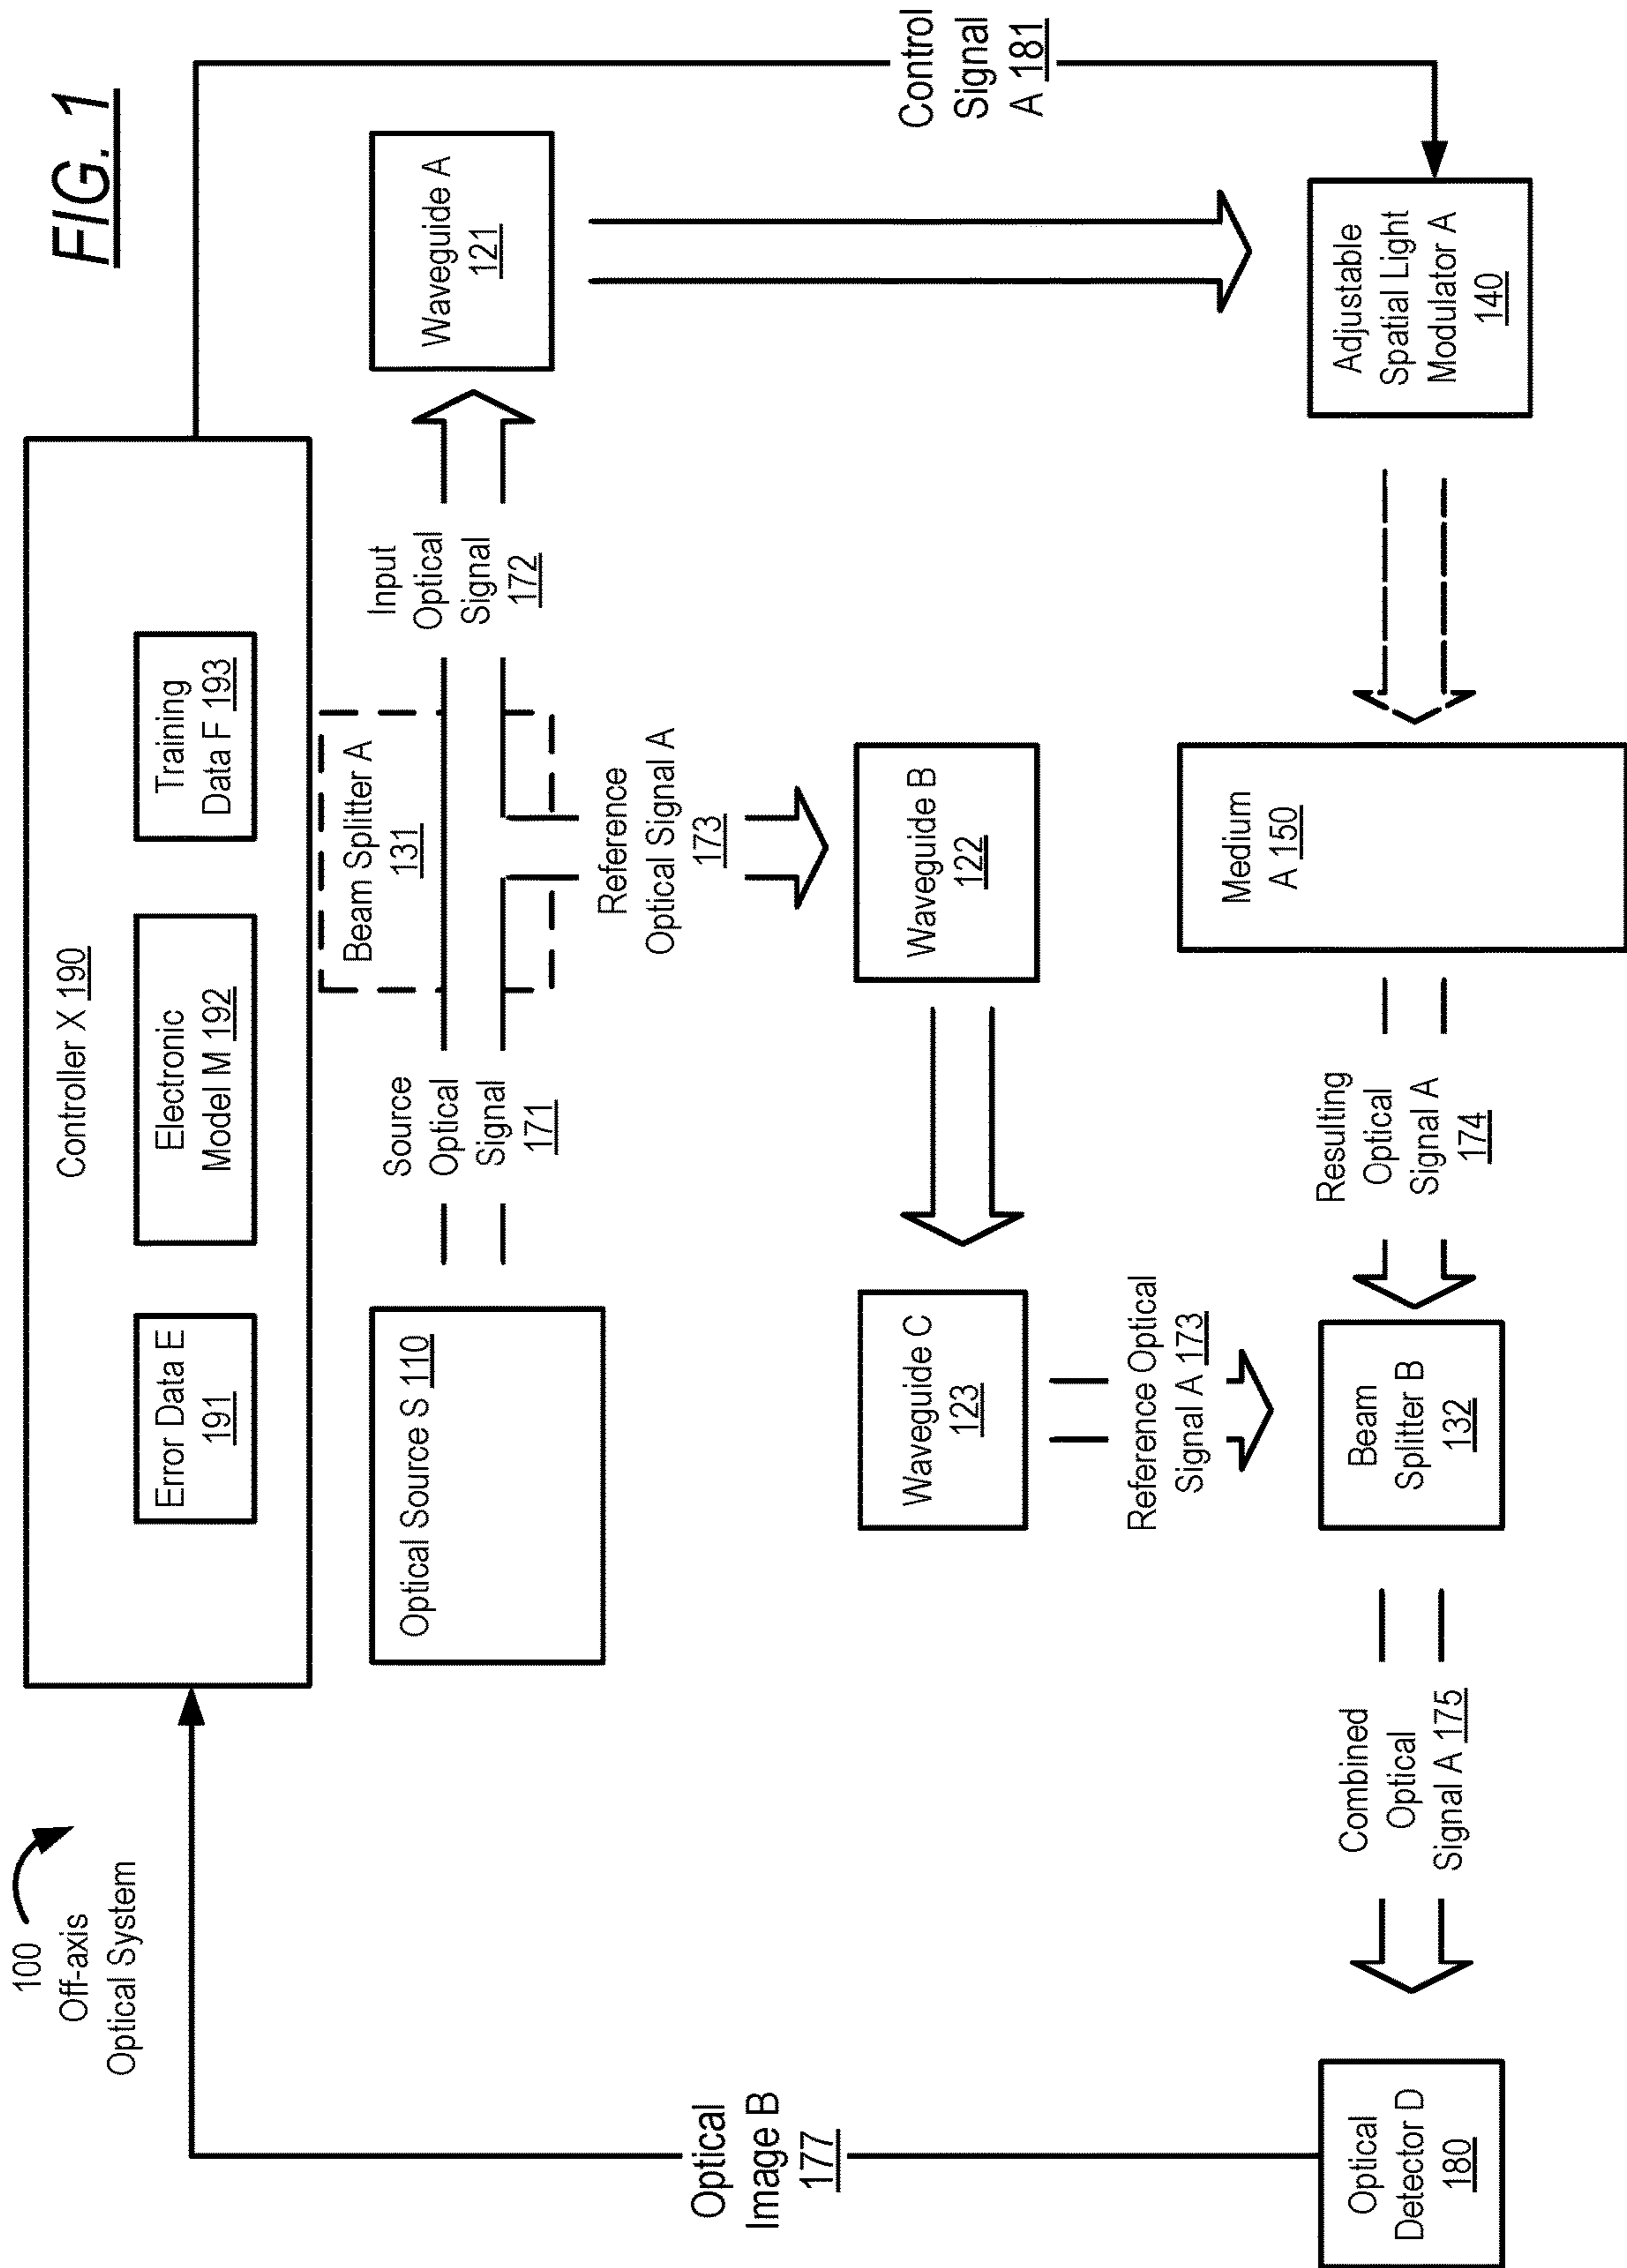 FIG. 1
100
Off-axis
Optical System
Controller X 190
Error Data E
191
Electronic
Model M 192
Training
Data F 193
Optical Source S 110
Source
Optical
Signal
171
Beam Splitter A
131
Input
Optical
Signal
172
Waveguide A
121
Reference
Optical Signal A
173
Waveguide C
123
Waveguide B
122
Control
Signal
A 181
Optical
Image B
177
Reference Optical
Signal A 173
Optical
Detector D
180
Combined
Optical
Signal A 175
Beam
Splitter B
132
Resulting
Optical
Signal A
174
Medium
A 150
Adjustable
Spatial Light
Modulator A
140